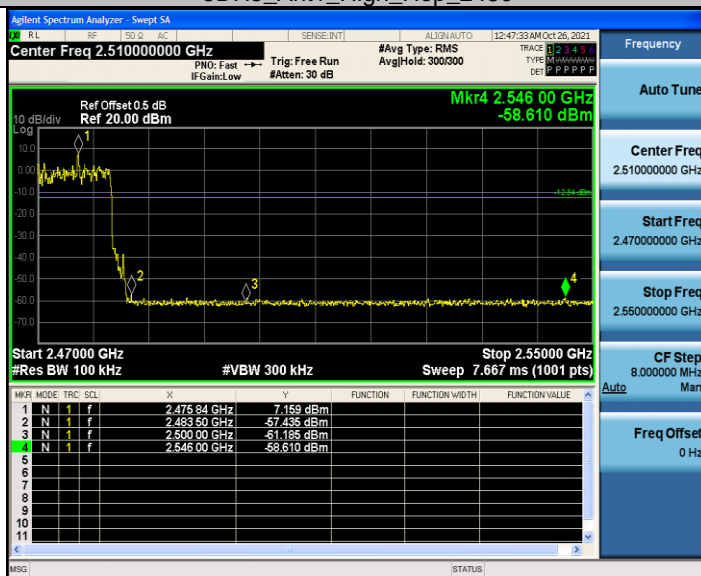 Agilent Spectrum Analyzer - Swept SA
RL RF 50 Ω AC SENSE:INT ALIGNAUTO 12:47:33 AM Oct 26, 2021
Center Freq 2.510000000 GHz
PNO: Fast
IFGain:Low
Trig: Free Run
#Atten: 30 dB
#Avg Type: RMS
Avg|Hold: 300/300
TRACE 1 2 3 4 5 6
TYPE M
DET P P P P P P
Ref Offset 0.5 dB
Ref 20.00 dBm
10 dB/div
Log
Mkr4 2.546 00 GHz
-58.610 dBm
10.0
0.00
-10.0
-20.0
-30.0
-40.0
-50.0
-60.0
-70.0
1
2
3
4
-12.84 dBm
Start 2.47000 GHz
Stop 2.55000 GHz
#Res BW 100 kHz
#VBW 300 kHz
Sweep 7.667 ms (1001 pts)
MKR MODE TRC SCL X Y FUNCTION FUNCTION WIDTH FUNCTION VALUE
1 N 1 f 2.475 84 GHz 7.159 dBm
2 N 1 f 2.483 50 GHz -57.435 dBm
3 N 1 f 2.500 00 GHz -61.185 dBm
4 N 1 f 2.546 00 GHz -58.610 dBm
5
6
7
8
9
10
11
MSG
STATUS
Frequency
Auto Tune
Center Freq
2.510000000 GHz
Start Freq
2.470000000 GHz
Stop Freq
2.550000000 GHz
CF Step
8.000000 MHz
Auto Man
Freq Offset
0 Hz